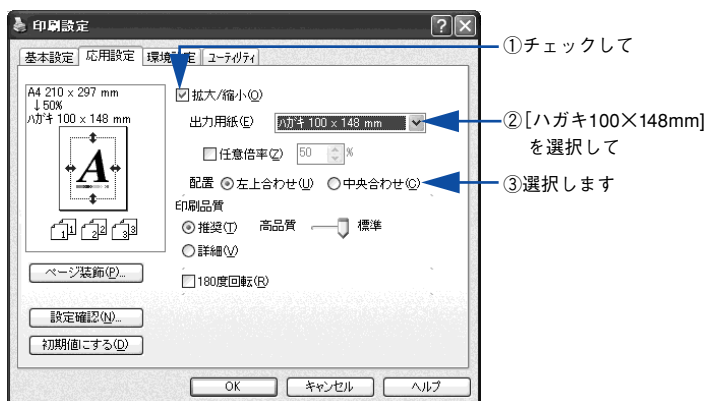 印刷設定
基本設定 応用設定 環境設定 ユーティリティ
A4 210 x 297 mm
↓50%
ハガキ 100 x 148 mm
A
1 1 2 2 3 3
ページ装飾(P)...
設定確認(N)...
初期値にする(D)
☑拡大/縮小(O)
出力用紙(E) ハガキ 100 x 148 mm
□任意倍率(Z) 50 %
配置 ◉左上合わせ(U) ○中央合わせ(C)
印刷品質
◉推奨(T) 高品質 標準
○詳細(V)
□180度回転(R)
OK キャンセル ヘルプ
①チェックして
②[ハガキ100×148mm]
を選択して
③選択します